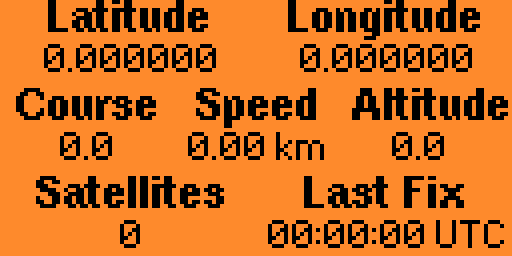 Latitude Longitude
0.000000 0.000000
Course Speed Altitude
0.0 0.00 km 0.0
Satellites Last Fix
0 00:00:00 UTC